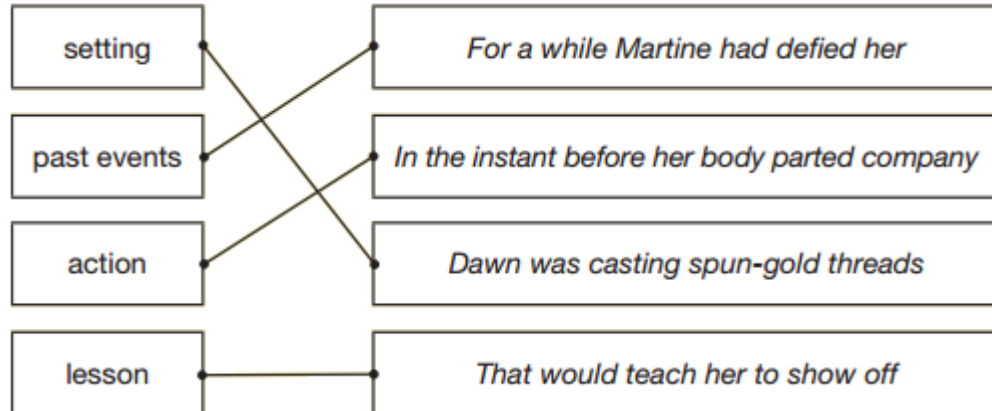 setting
For a while Martine had defied her
past events
In the instant before her body parted company
action
Dawn was casting spun-gold threads
lesson
That would teach her to show off